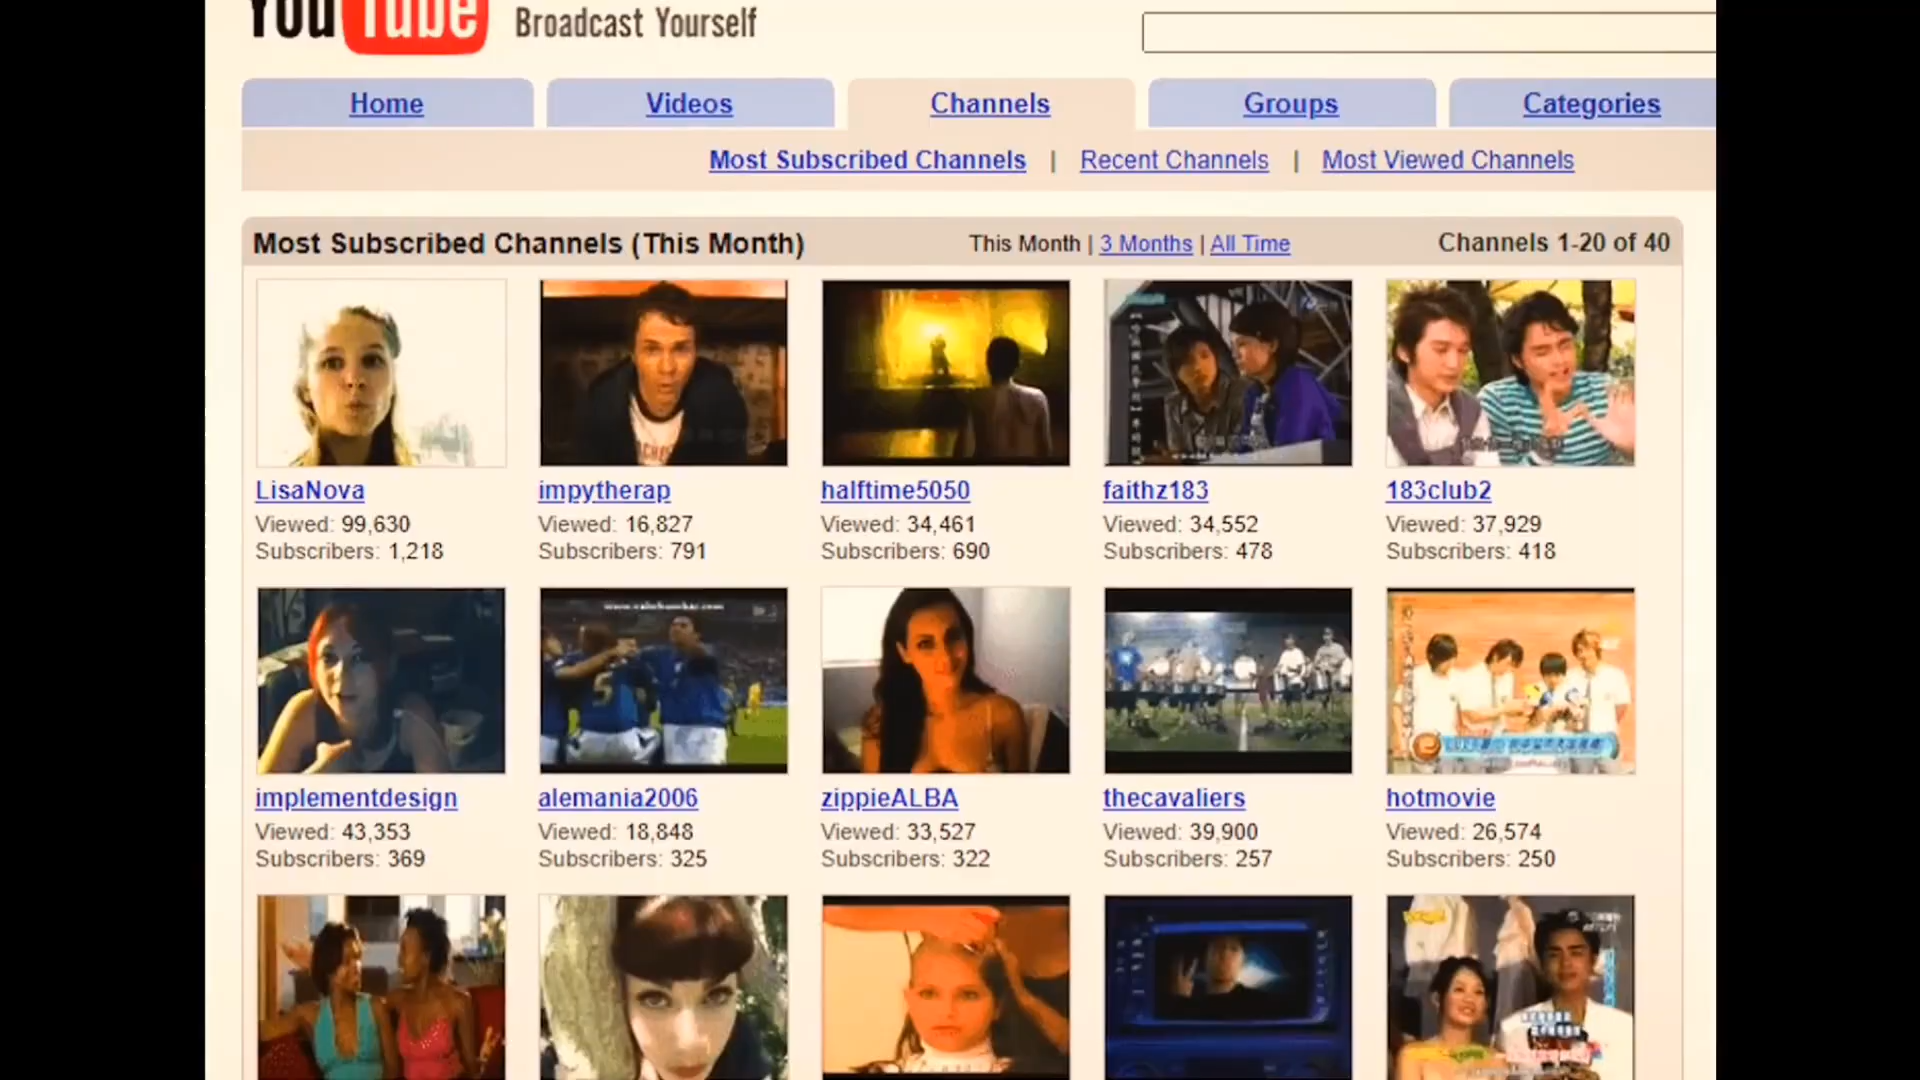 YouTube Broadcast Yourself
Home Videos Channels Groups Categories
Most Subscribed Channels | Recent Channels | Most Viewed Channels
Most Subscribed Channels (This Month) This Month | 3 Months | All Time Channels 1-20 of 40
LisaNova impytherap halftime5050 faithz183 183club2
Viewed: 99,630 Viewed: 16,827 Viewed: 34,461 Viewed: 34,552 Viewed: 37,929
Subscribers: 1,218 Subscribers: 791 Subscribers: 690 Subscribers: 478 Subscribers: 418
5
implementdesign alemania2006 zippieALBA thecavaliers hotmovie
Viewed: 43,353 Viewed: 18,848 Viewed: 33,527 Viewed: 39,900 Viewed: 26,574
Subscribers: 369 Subscribers: 325 Subscribers: 322 Subscribers: 257 Subscribers: 250